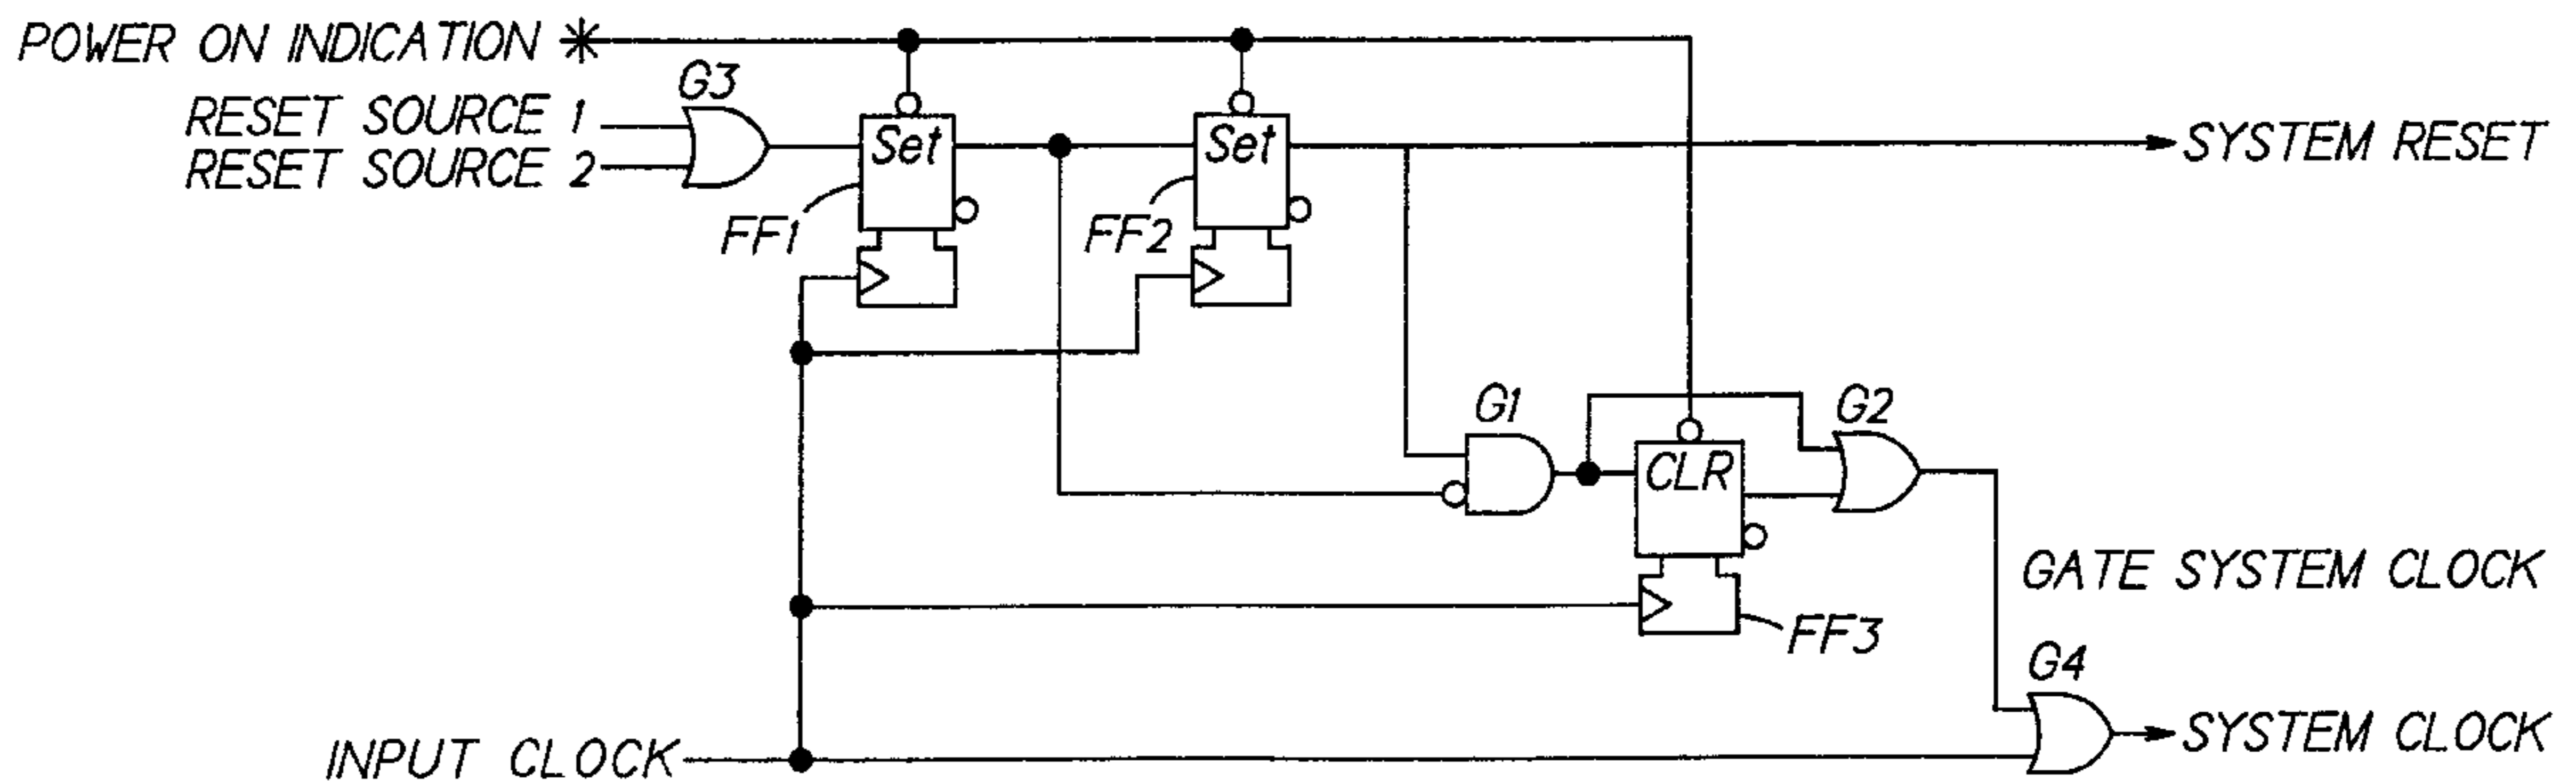 POWER ON INDICATION *
G3
RESET SOURCE 1
RESET SOURCE 2
Set
Set
SYSTEM RESET
FF1
FF2
G1
G2
CLR
GATE SYSTEM CLOCK
FF3
G4
INPUT CLOCK
SYSTEM CLOCK